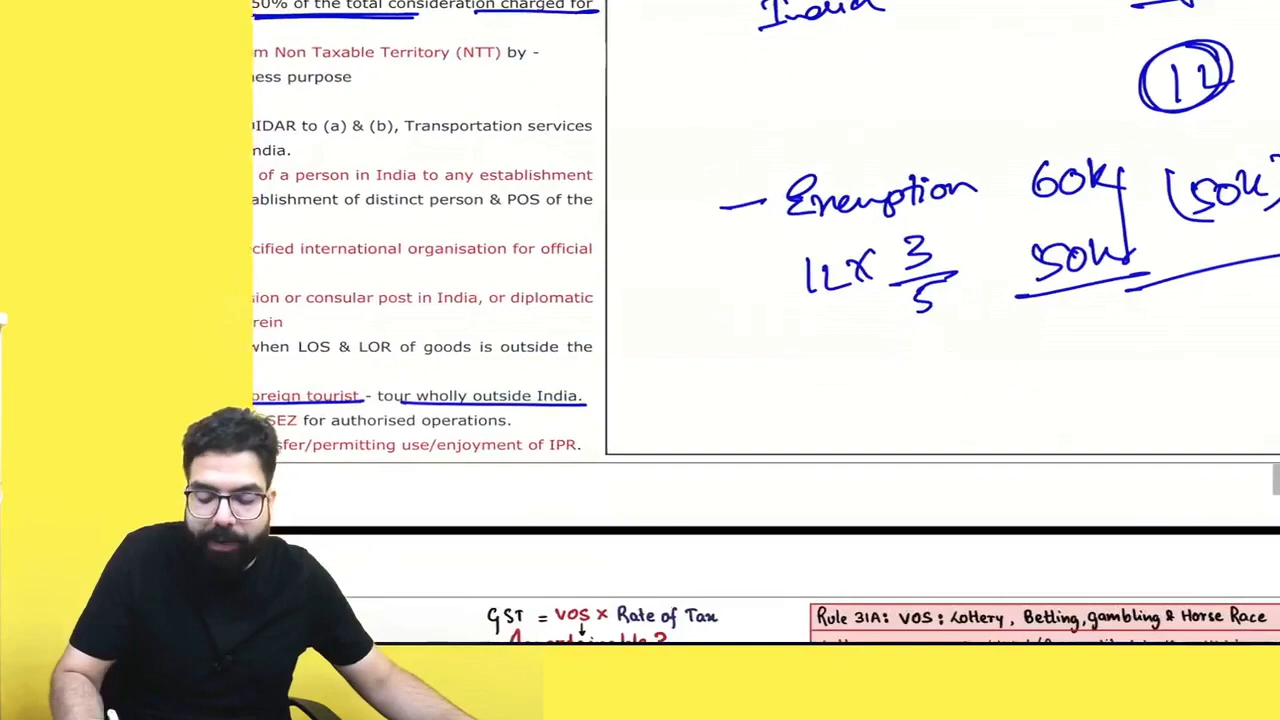 50% of the total consideration charged for
m Non Taxable Territory (NTT) by -
ness purpose
OIDAR to (a) & (b), Transportation services
ndia.
of a person in India to any establishment
ablishment of distinct person & POS of the
cified international organisation for official
sion or consular post in India, or diplomatic
rein
when LOS & LOR of goods is outside the
oreign tourist - tour wholly outside India.
SEZ for authorised operations.
sfer/permitting use/enjoyment of IPR.
India
12
- Exemption 60K (50K)
12 x 3/5 50K
GST = VOS x Rate of Tax
Rule 31A: VOS: Lottery, Betting, gambling & Horse Race